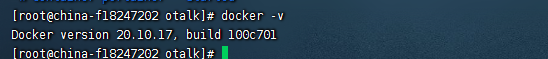 [root@china-f18247202 otalk]# docker -v
Docker version 20.10.17, build 100c701
[root@china-f18247202 otalk]#